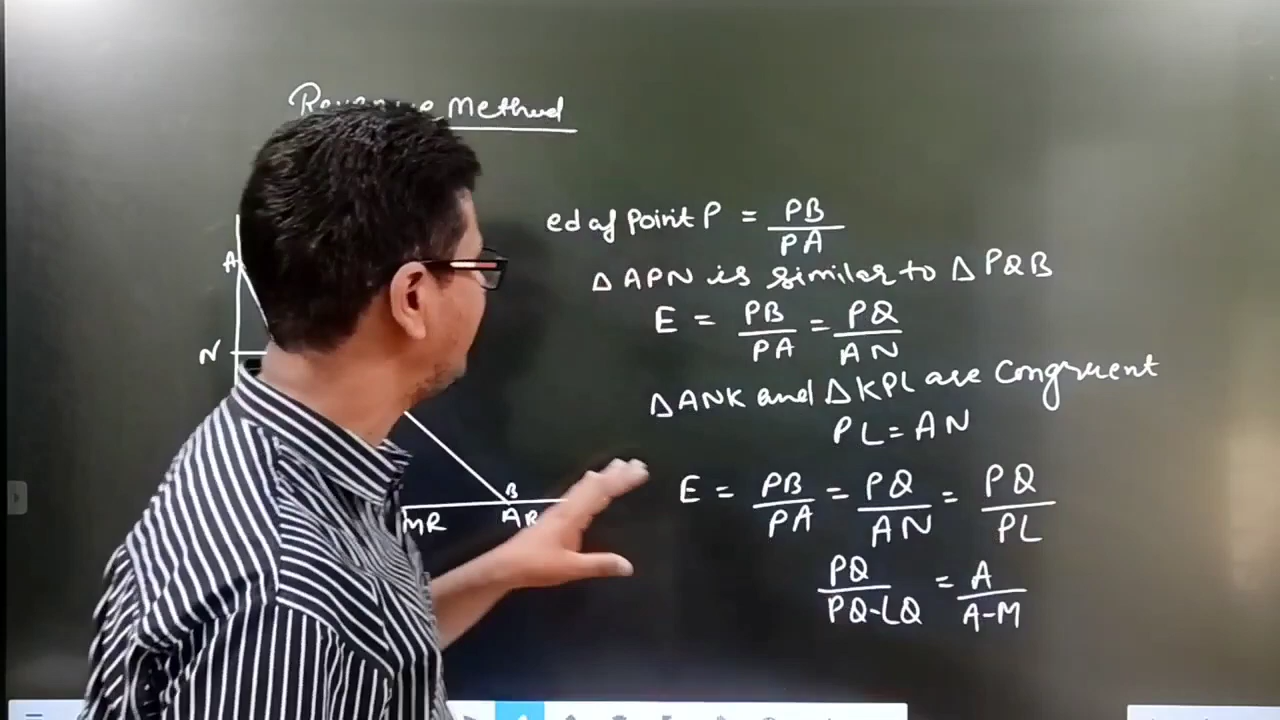 Method
A
N
B
MR
AR
ed of Point P = PB/PA
Δ APN is similar to Δ PQB
E = PB/PA = PQ/AN
Δ ANK and Δ KPL are congruent
PL = AN
E = PB/PA = PQ/AN = PQ/PL
PQ/PQ-LQ = A/A-M